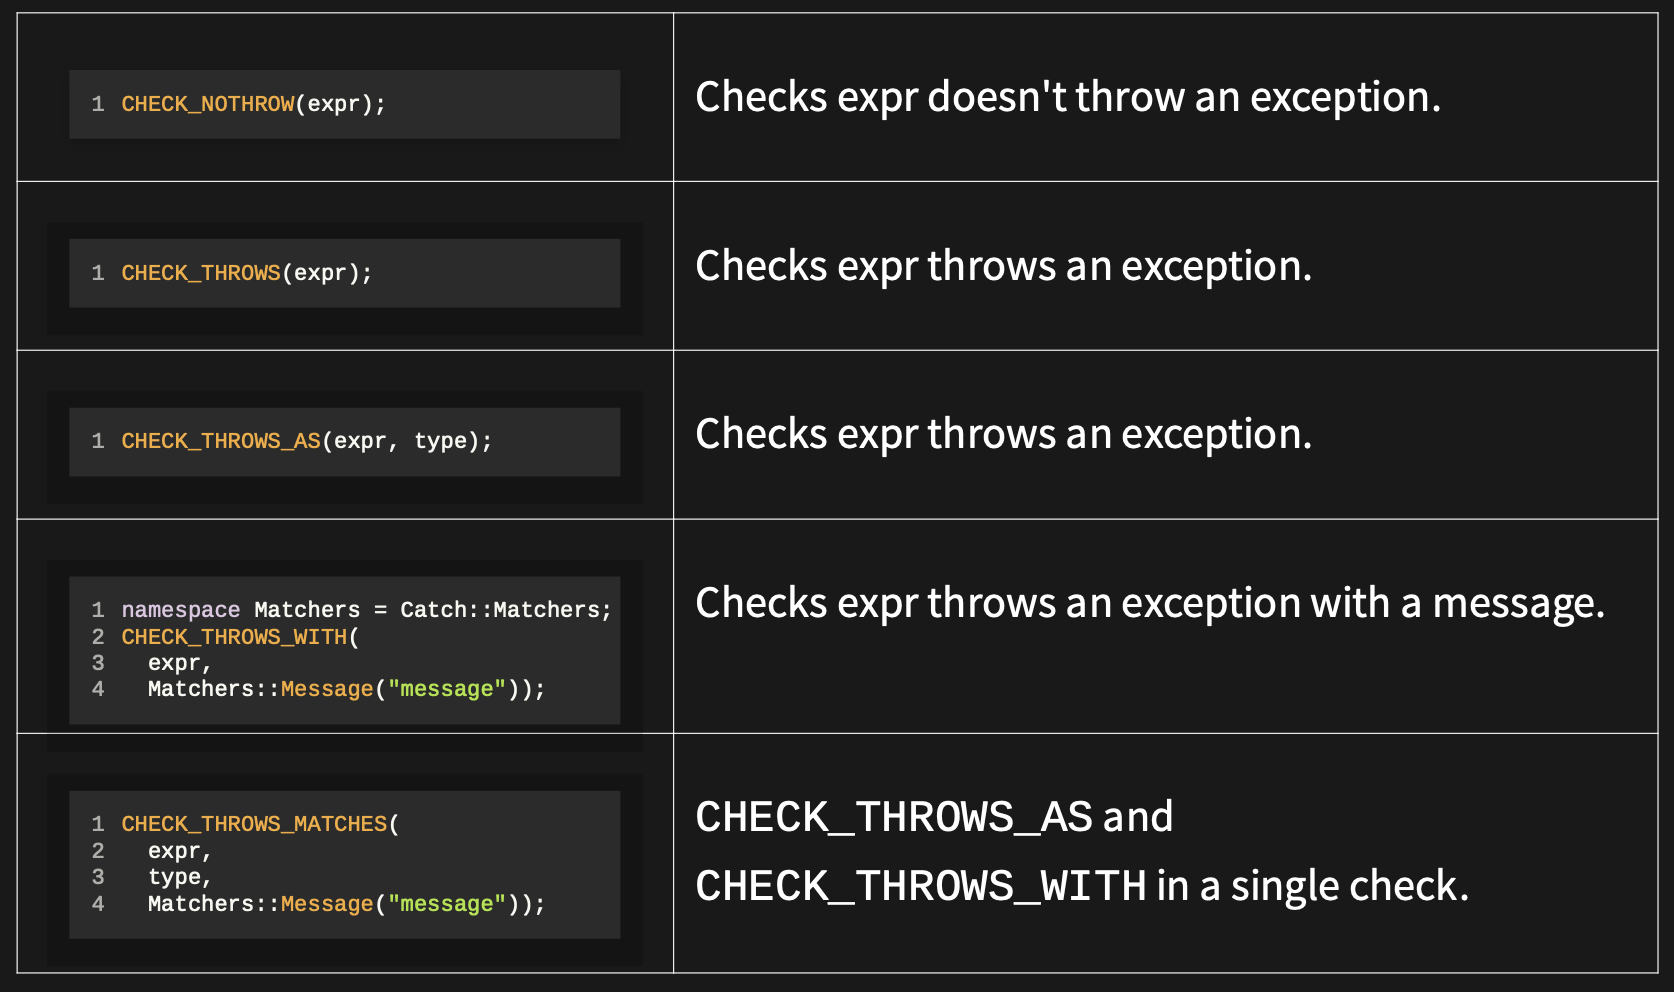 1 CHECK_NOTHROW(expr);
Checks expr doesn't throw an exception.
1 CHECK_THROWS(expr);
Checks expr throws an exception.
1 CHECK_THROWS_AS(expr, type);
Checks expr throws an exception.
1 namespace Matchers = Catch::Matchers;
2 CHECK_THROWS_WITH(
3   expr,
4   Matchers::Message("message"));
Checks expr throws an exception with a message.
1 CHECK_THROWS_MATCHES(
2   expr,
3   type,
4   Matchers::Message("message"));
CHECK_THROWS_AS and
CHECK_THROWS_WITH in a single check.